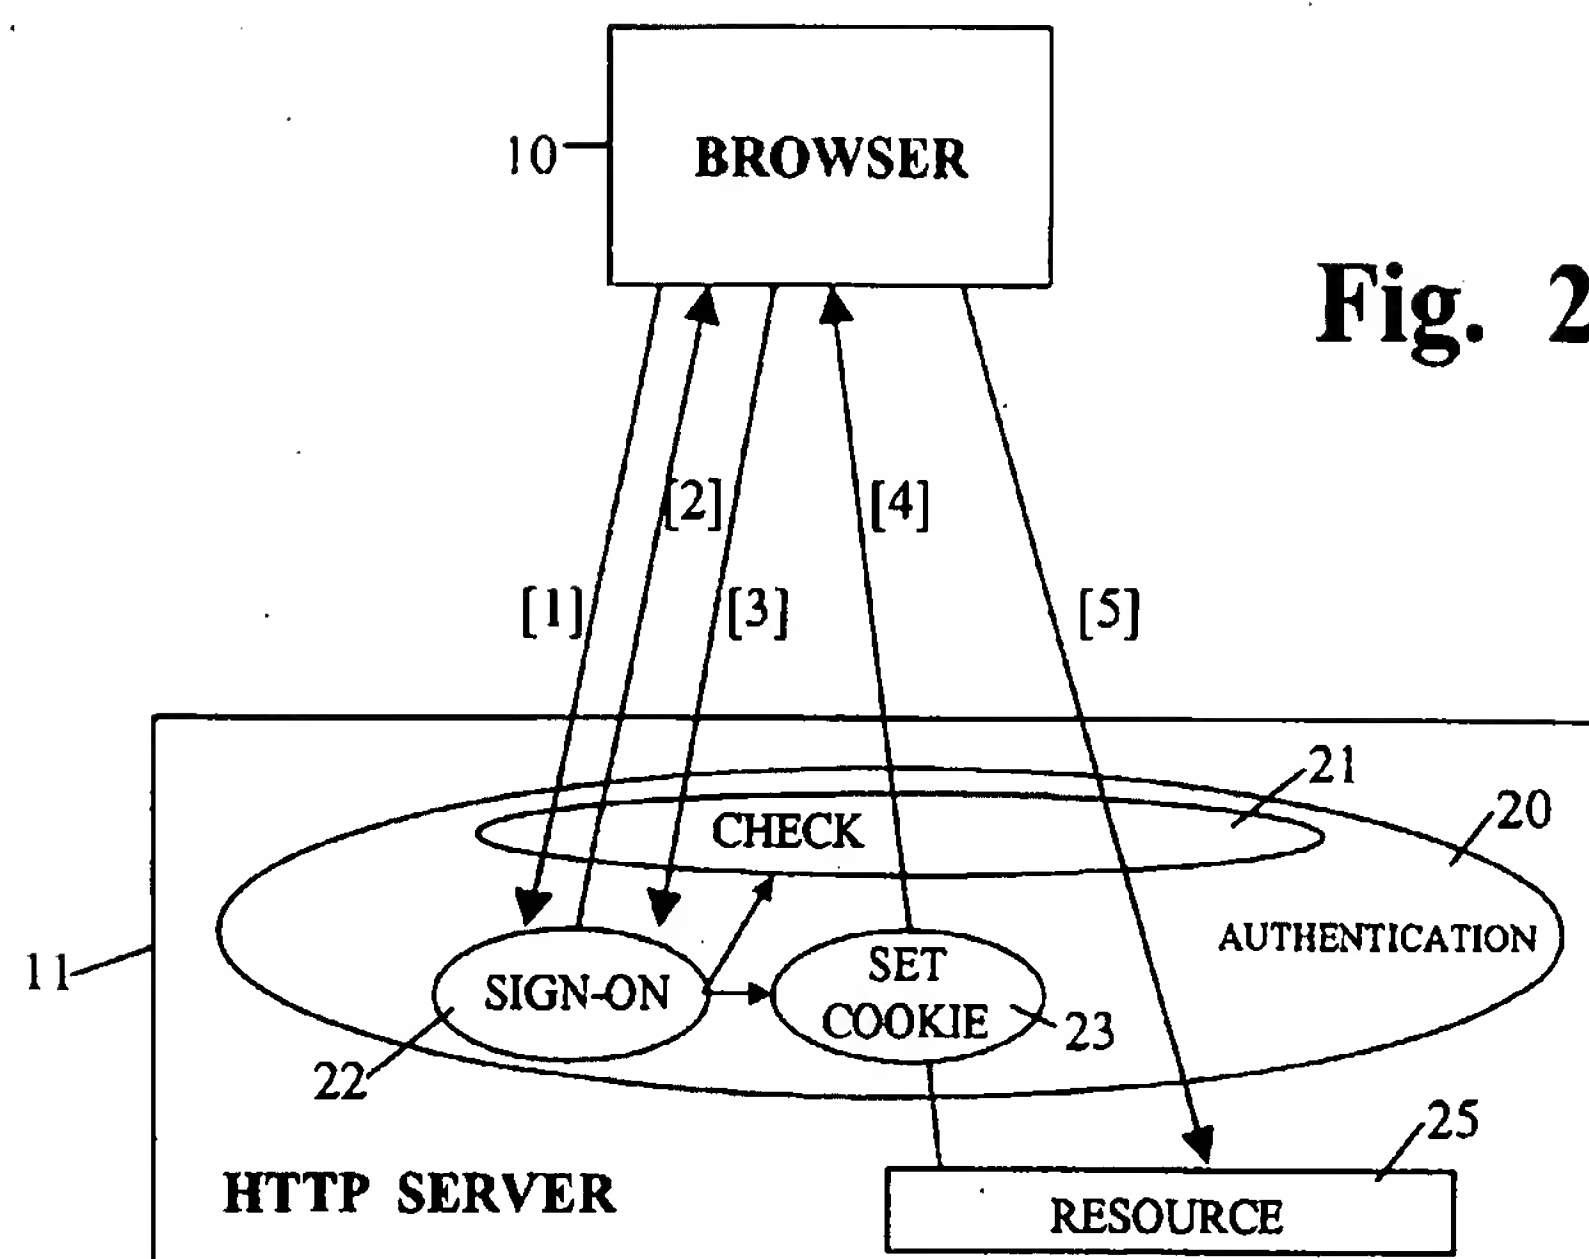 10
BROWSER
Fig. 2
[2]
[4]
[1]
[3]
[5]
21
CHECK
20
AUTHENTICATION
11
SIGN-ON
SET
COOKIE
23
22
25
HTTP SERVER
RESOURCE